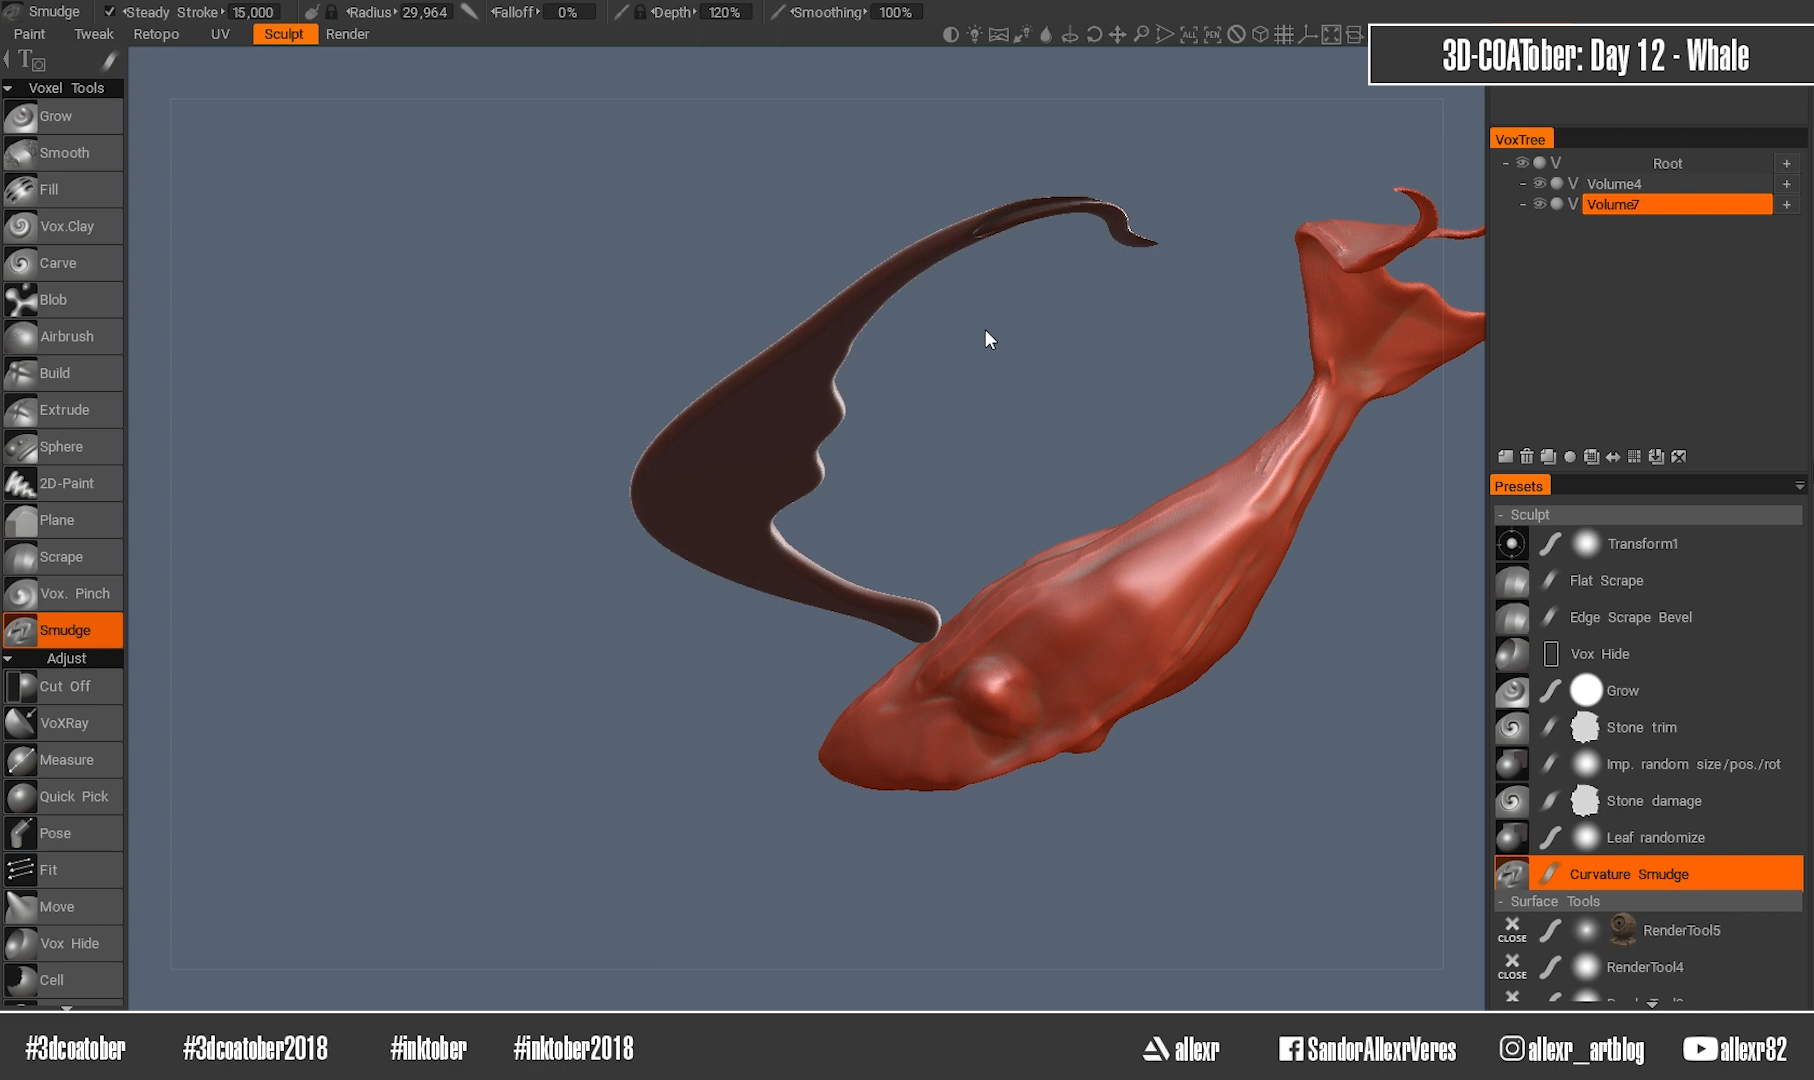 Smudge Steady Stroke 15,000 Radius 29,964 Falloff 0% Depth 120% Smoothing 100%
Paint Tweak Retopo UV Sculpt Render
ALL PEN
3D-COATober: Day 12 - Whale
Voxel Tools
Grow
Smooth
Fill
Vox.Clay
Carve
Blob
Airbrush
Build
Extrude
Sphere
2D-Paint
Plane
Scrape
Vox. Pinch
Smudge
Adjust
Cut Off
VoXRay
Measure
Quick Pick
Pose
Fit
Move
Vox Hide
Cell
VoxTree
- V Root +
- V Volume4 +
- V Volume7 +
Presets
- Sculpt
Transform1
Flat Scrape
Edge Scrape Bevel
Vox Hide
Grow
Stone trim
Imp. random size/pos./rot
Stone damage
Leaf randomize
Curvature Smudge
- Surface Tools
CLOSE RenderTool5
CLOSE RenderTool4
#3dcoatober #3dcoatober2018 #inktober #inktober2018 allexr SandorAllexrVeres allexr_artblog allexr82